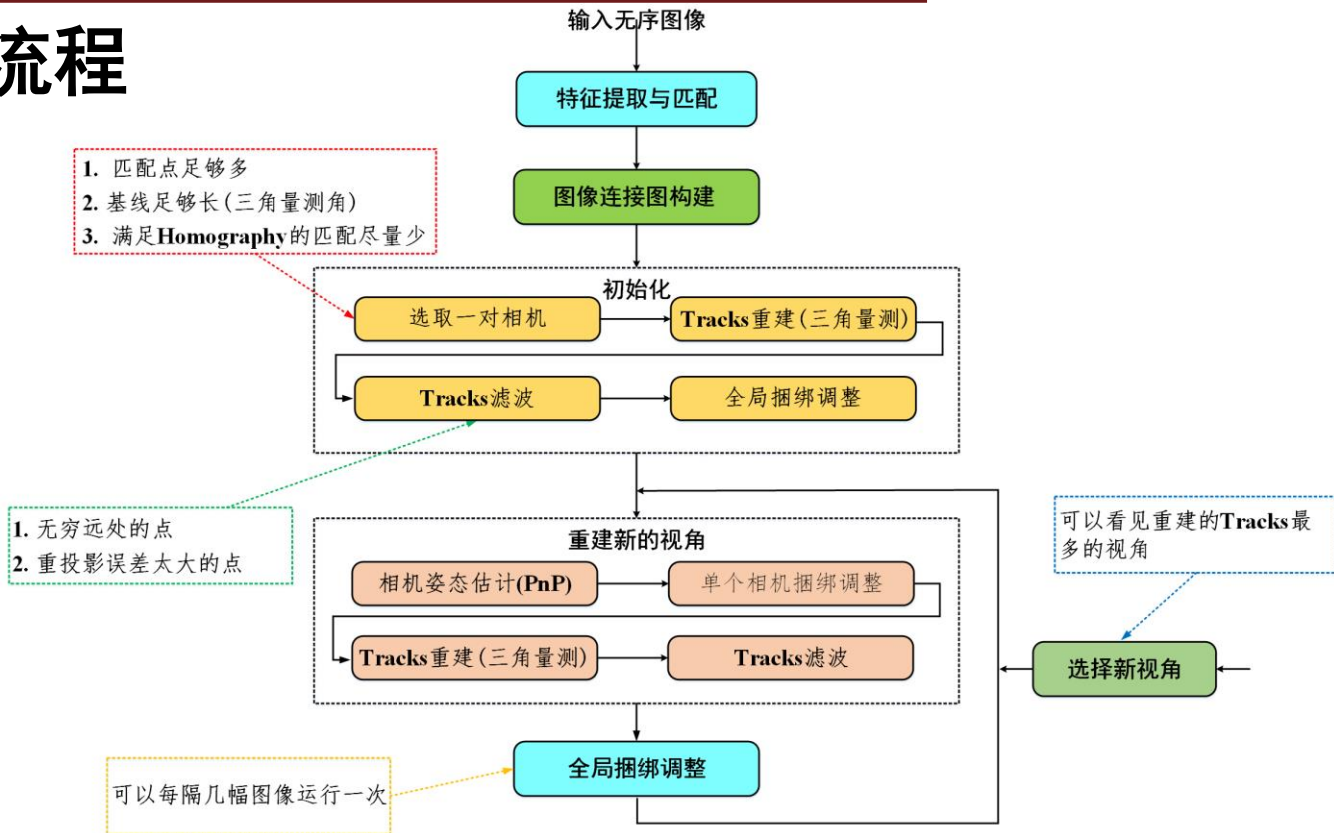 流程
输入无序图像
特征提取与匹配
1. 匹配点足够多
2. 基线足够长(三角量测角)
3. 满足Homography的匹配尽量少
图像连接图构建
初始化
选取一对相机
Tracks重建(三角量测)
Tracks滤波
全局捆绑调整
1. 无穷远处的点
2. 重投影误差太大的点
重建新的视角
相机姿态估计(PnP)
单个相机捆绑调整
Tracks重建(三角量测)
Tracks滤波
可以看见重建的Tracks最
多的视角
选择新视角
全局捆绑调整
可以每隔几幅图像运行一次